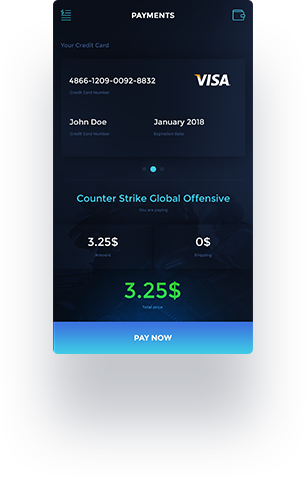 PAYMENTS
Your Credit Card
4866-1209-0092-8832
VISA
Credit Card Number
John Doe
January 2018
Credit Card Number
Expiration Date
Counter Strike Global Offensive
You are paying
3.25$
0$
Amount
Shipping
3.25$
Total price
PAY NOW